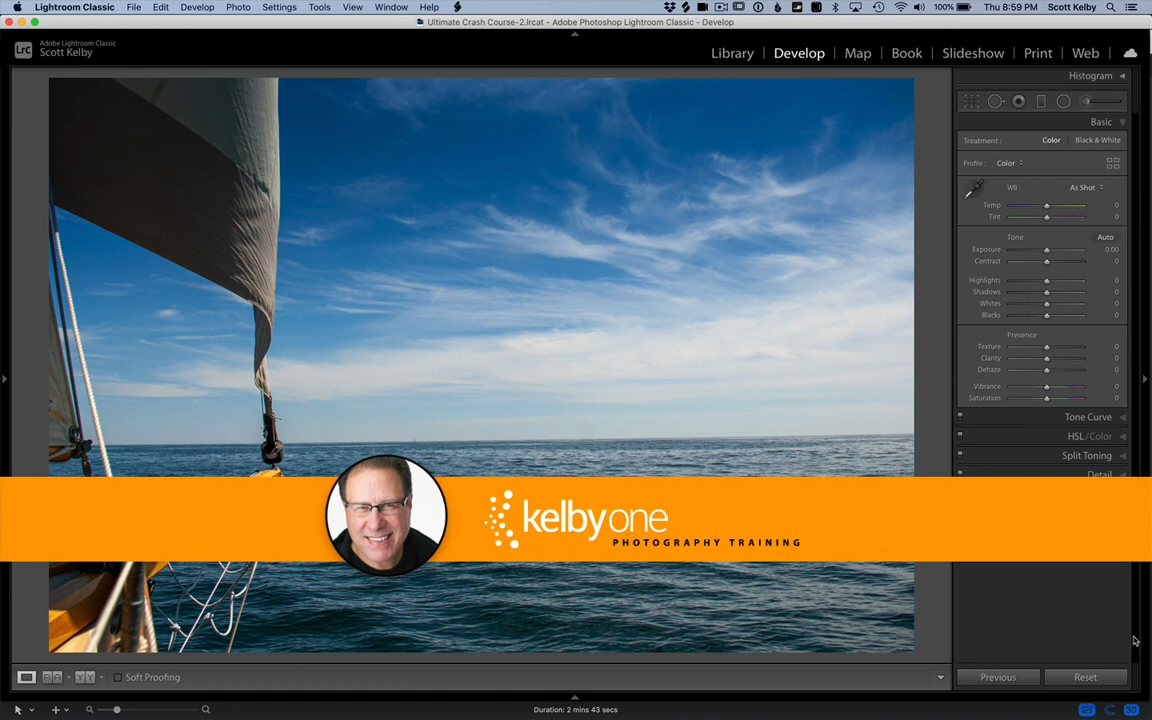 Lightroom Classic File Edit Develop Photo Settings Tools View Window Help 100% Thu 8:59 PM Scott Kelby
Ultimate Crash Course-2.lrcat - Adobe Photoshop Lightroom Classic - Develop
LrC Adobe Lightroom Classic
Scott Kelby
Library | Develop | Map | Book | Slideshow | Print | Web
Histogram
Basic
Treatment : Color Black & White
Profile : Color
WB : As Shot
Temp 0
Tint 0
Tone Auto
Exposure 0.00
Contrast 0
Highlights 0
Shadows 0
Whites 0
Blacks 0
Presence
Texture 0
Clarity 0
Dehaze 0
Vibrance 0
Saturation 0
Tone Curve
HSL / Color
Split Toning
Detail
kelbyone
PHOTOGRAPHY TRAINING
Soft Proofing
Previous Reset
Duration: 2 mins 43 secs
30